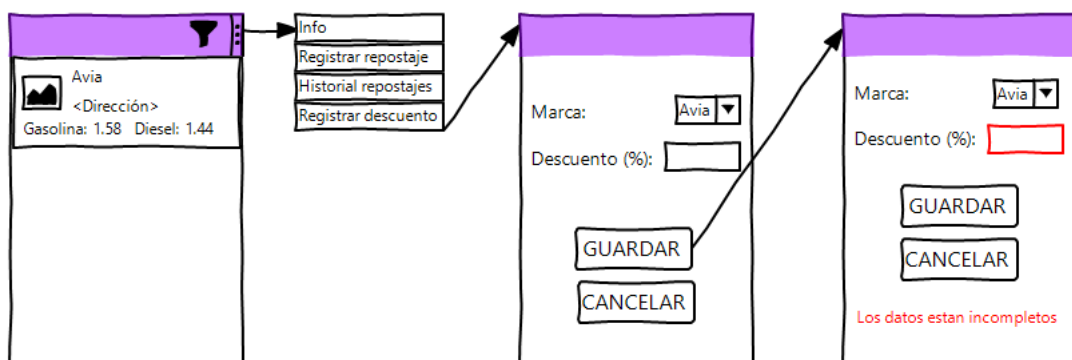 Avia
<Dirección>
Gasolina: 1.58 Diesel: 1.44
Info
Registrar repostaje
Historial repostajes
Registrar descuento
Marca: Avia
Descuento (%):
GUARDAR
CANCELAR
Marca: Avia
Descuento (%):
GUARDAR
CANCELAR
Los datos estan incompletos